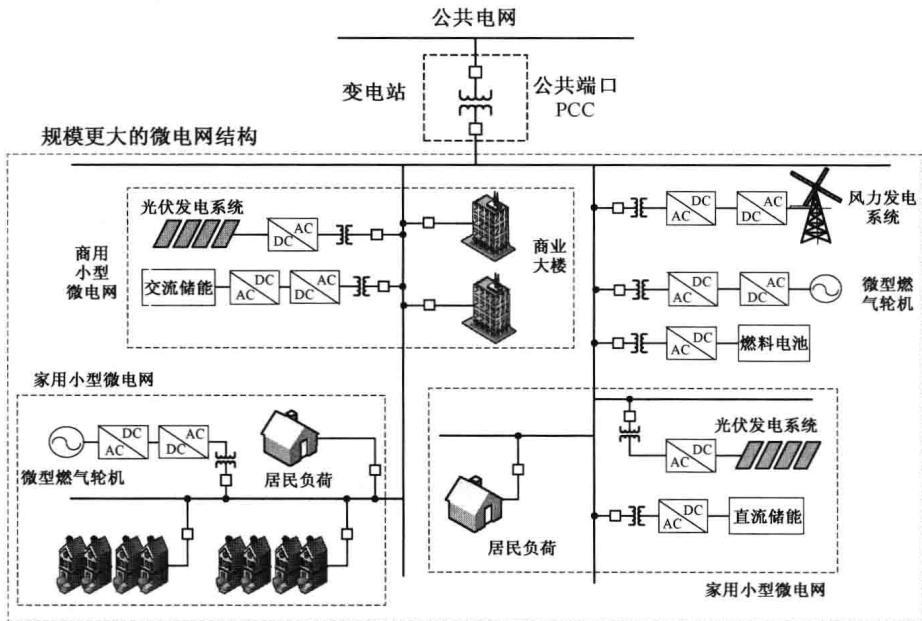 公共电网
变电站
公共端口
PCC
规模更大的微电网结构
光伏发电系统
AC
DC
商用
小型
微电网
交流储能
DC
AC
AC
DC
商业
大楼
DC
AC
AC
DC
风力发电
系统
DC
AC
AC
DC
微型燃
气轮机
DC
AC
燃料电池
家用小型微电网
DC
AC
AC
DC
微型燃气轮机
居民负荷
光伏发电系统
DC
AC
DC
AC
直流储能
居民负荷
家用小型微电网